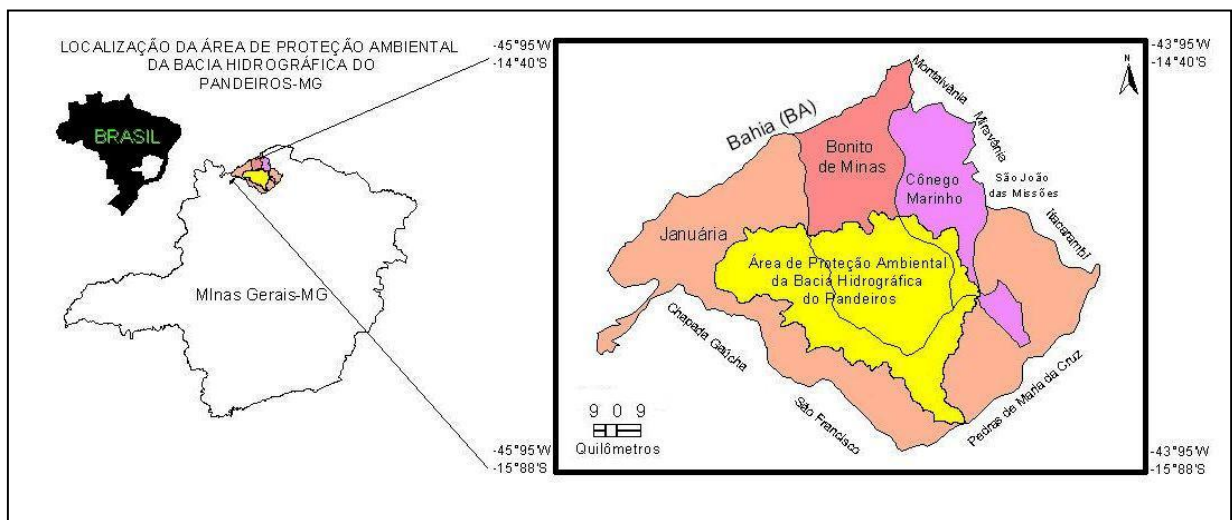 LOCALIZAÇÃO DA ÁREA DE PROTEÇÃO AMBIENTAL
DA BACIA HIDROGRÁFICA DO
PANDEIROS-MG
BRASIL
MInas Gerais-MG
-45°95'W
-14°40'S
-43°95'W
-14°40'S
N
Montalvânia
Bahia (BA)
Miravânia
Bonito
de Minas
Cônego
Marinho
São João
das Missões
Itacarambí
Januária
Área de Proteção Ambiental
da Bacia Hidrográfica
do Pandeiros
Chapada Gaúcha
São Francisco
Pedras de Maria da Cruz
9 0 9
Quilômetros
-45°95'W
-15°88'S
-43°95'W
-15°88'S